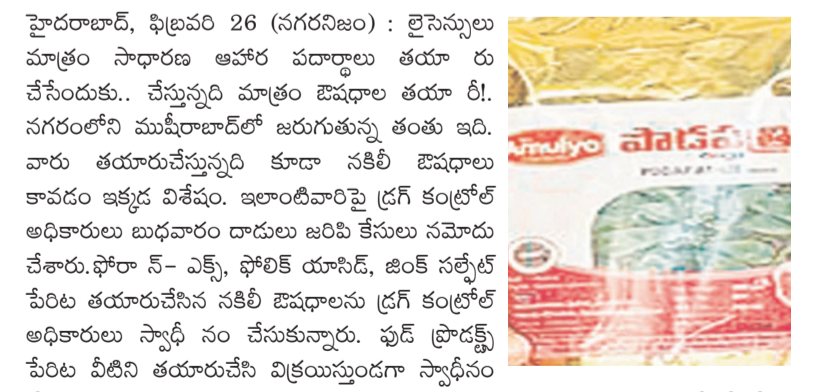 హైదరాబాద్, ఫిబ్రవరి 26 (నగరనిజం) : లైసెన్సులు
మాత్రం సాధారణ ఆహార పదార్థాలు తయా రు
చేసేందుకు.. చేస్తున్నది మాత్రం ఔషధాల తయా రీ!.
నగరంలోని ముషీరాబాద్‌లో జరుగుతున్న తంతు ఇది.
వారు తయారుచేస్తున్నది కూడా నకిలీ ఔషధాలు
కావడం ఇక్కడ విశేషం. ఇలాంటివారిపై డ్రగ్ కంట్రోల్
అధికారులు బుధవారం దాడులు జరిపి కేసులు నమోదు
చేశారు.ఫోరా న్- ఎక్స్, ఫోలిక్ యాసిడ్, జింక్ సల్ఫేట్
పేరిట తయారుచేసిన నకిలీ ఔషధాలను డ్రగ్ కంట్రోల్
అధికారులు స్వాధీ నం చేసుకున్నారు. ఫుడ్ ప్రొడక్ట్స్
పేరిట వీటిని తయారుచేసి విక్రయిస్తుండగా స్వాధీనం
amulyo పొడపత్రి